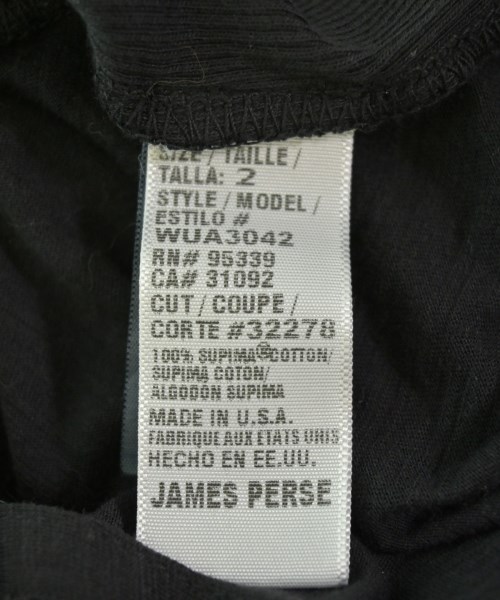 SIZE / TAILLE /
TALLA: 2
STYLE / MODEL /
ESTILO #
WUA3042
RN# 95339
CA# 31092
CUT / COUPE /
CORTE #32278
100% SUPIMA® COTTON/
SUPIMA COTON/
ALGODON SUPIMA
MADE IN U.S.A.
FABRIQUE AUX ETATS UNIS
HECHO EN EE.UU.
JAMES PERSE